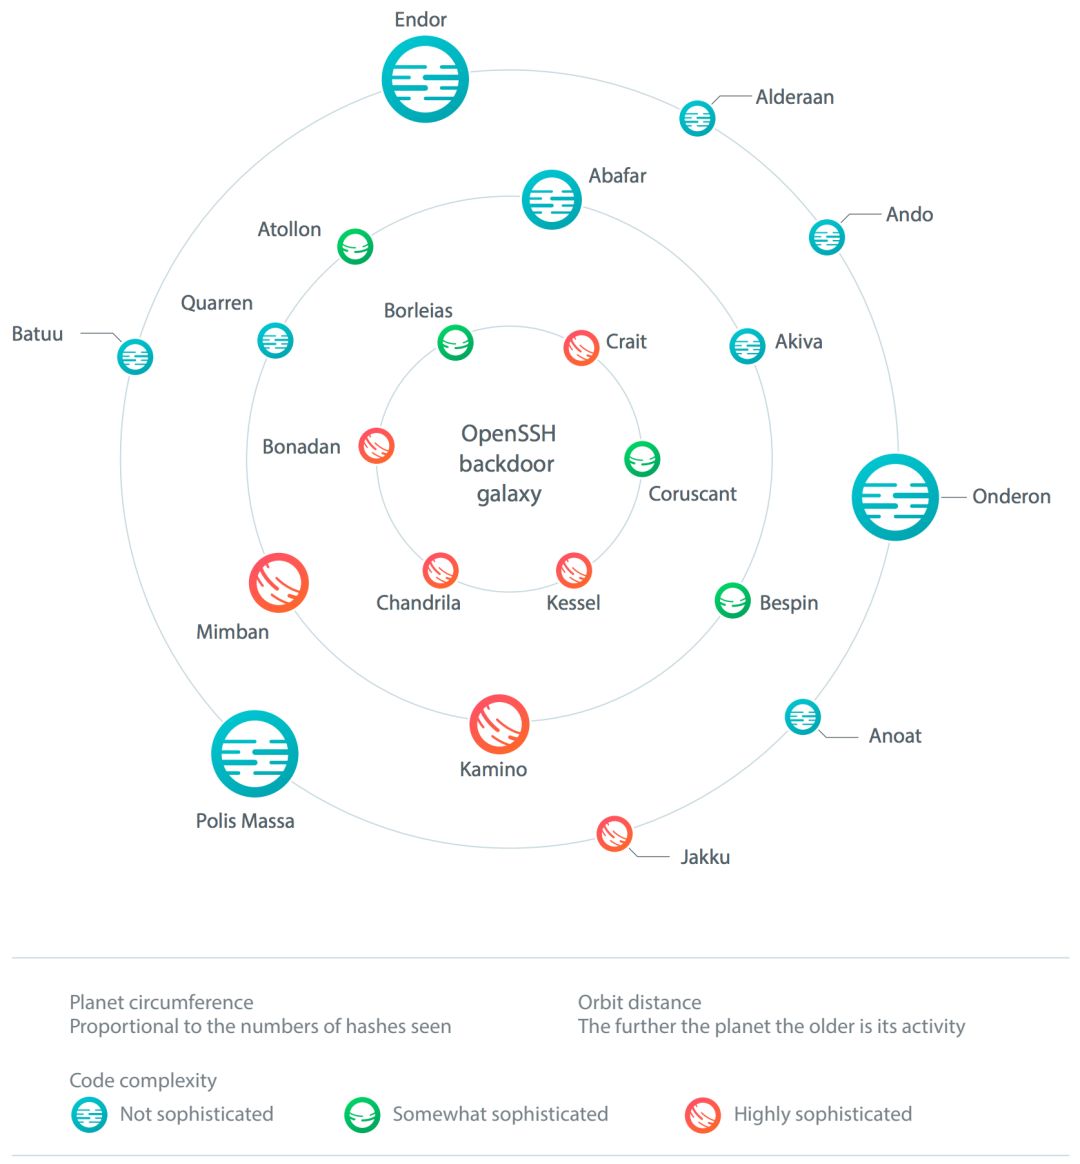 Endor
Alderaan
Abafar
Ando
Atollon
Quarren
Borleias
Batuu
Crait
Akiva
OpenSSH
backdoor
galaxy
Bonadan
Coruscant
Onderon
Chandrila
Kessel
Bespin
Mimban
Anoat
Kamino
Polis Massa
Jakku
Planet circumference
Proportional to the numbers of hashes seen
Orbit distance
The further the planet the older is its activity
Code complexity
Not sophisticated
Somewhat sophisticated
Highly sophisticated